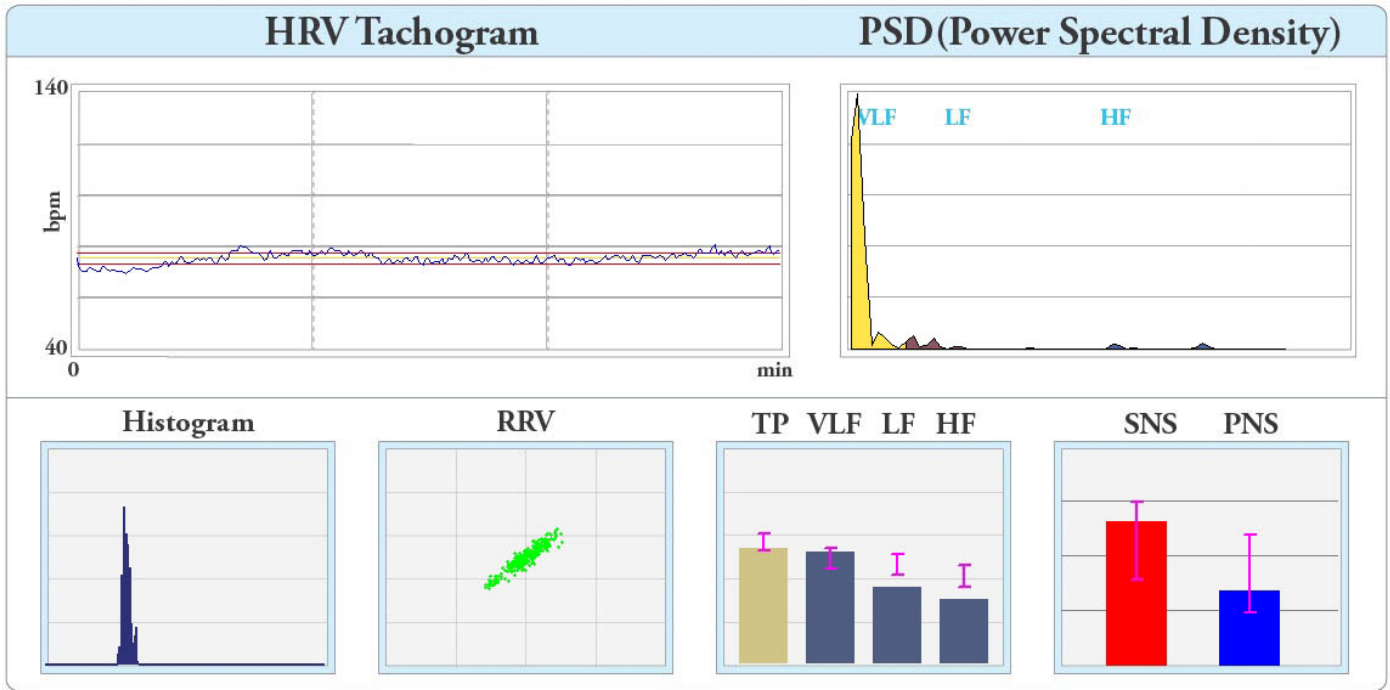 HRV Tachogram
PSD(Power Spectral Density)
140
bpm
40
0
min
VLF
LF
HF
Histogram
RRV
TP VLF LF HF
SNS PNS